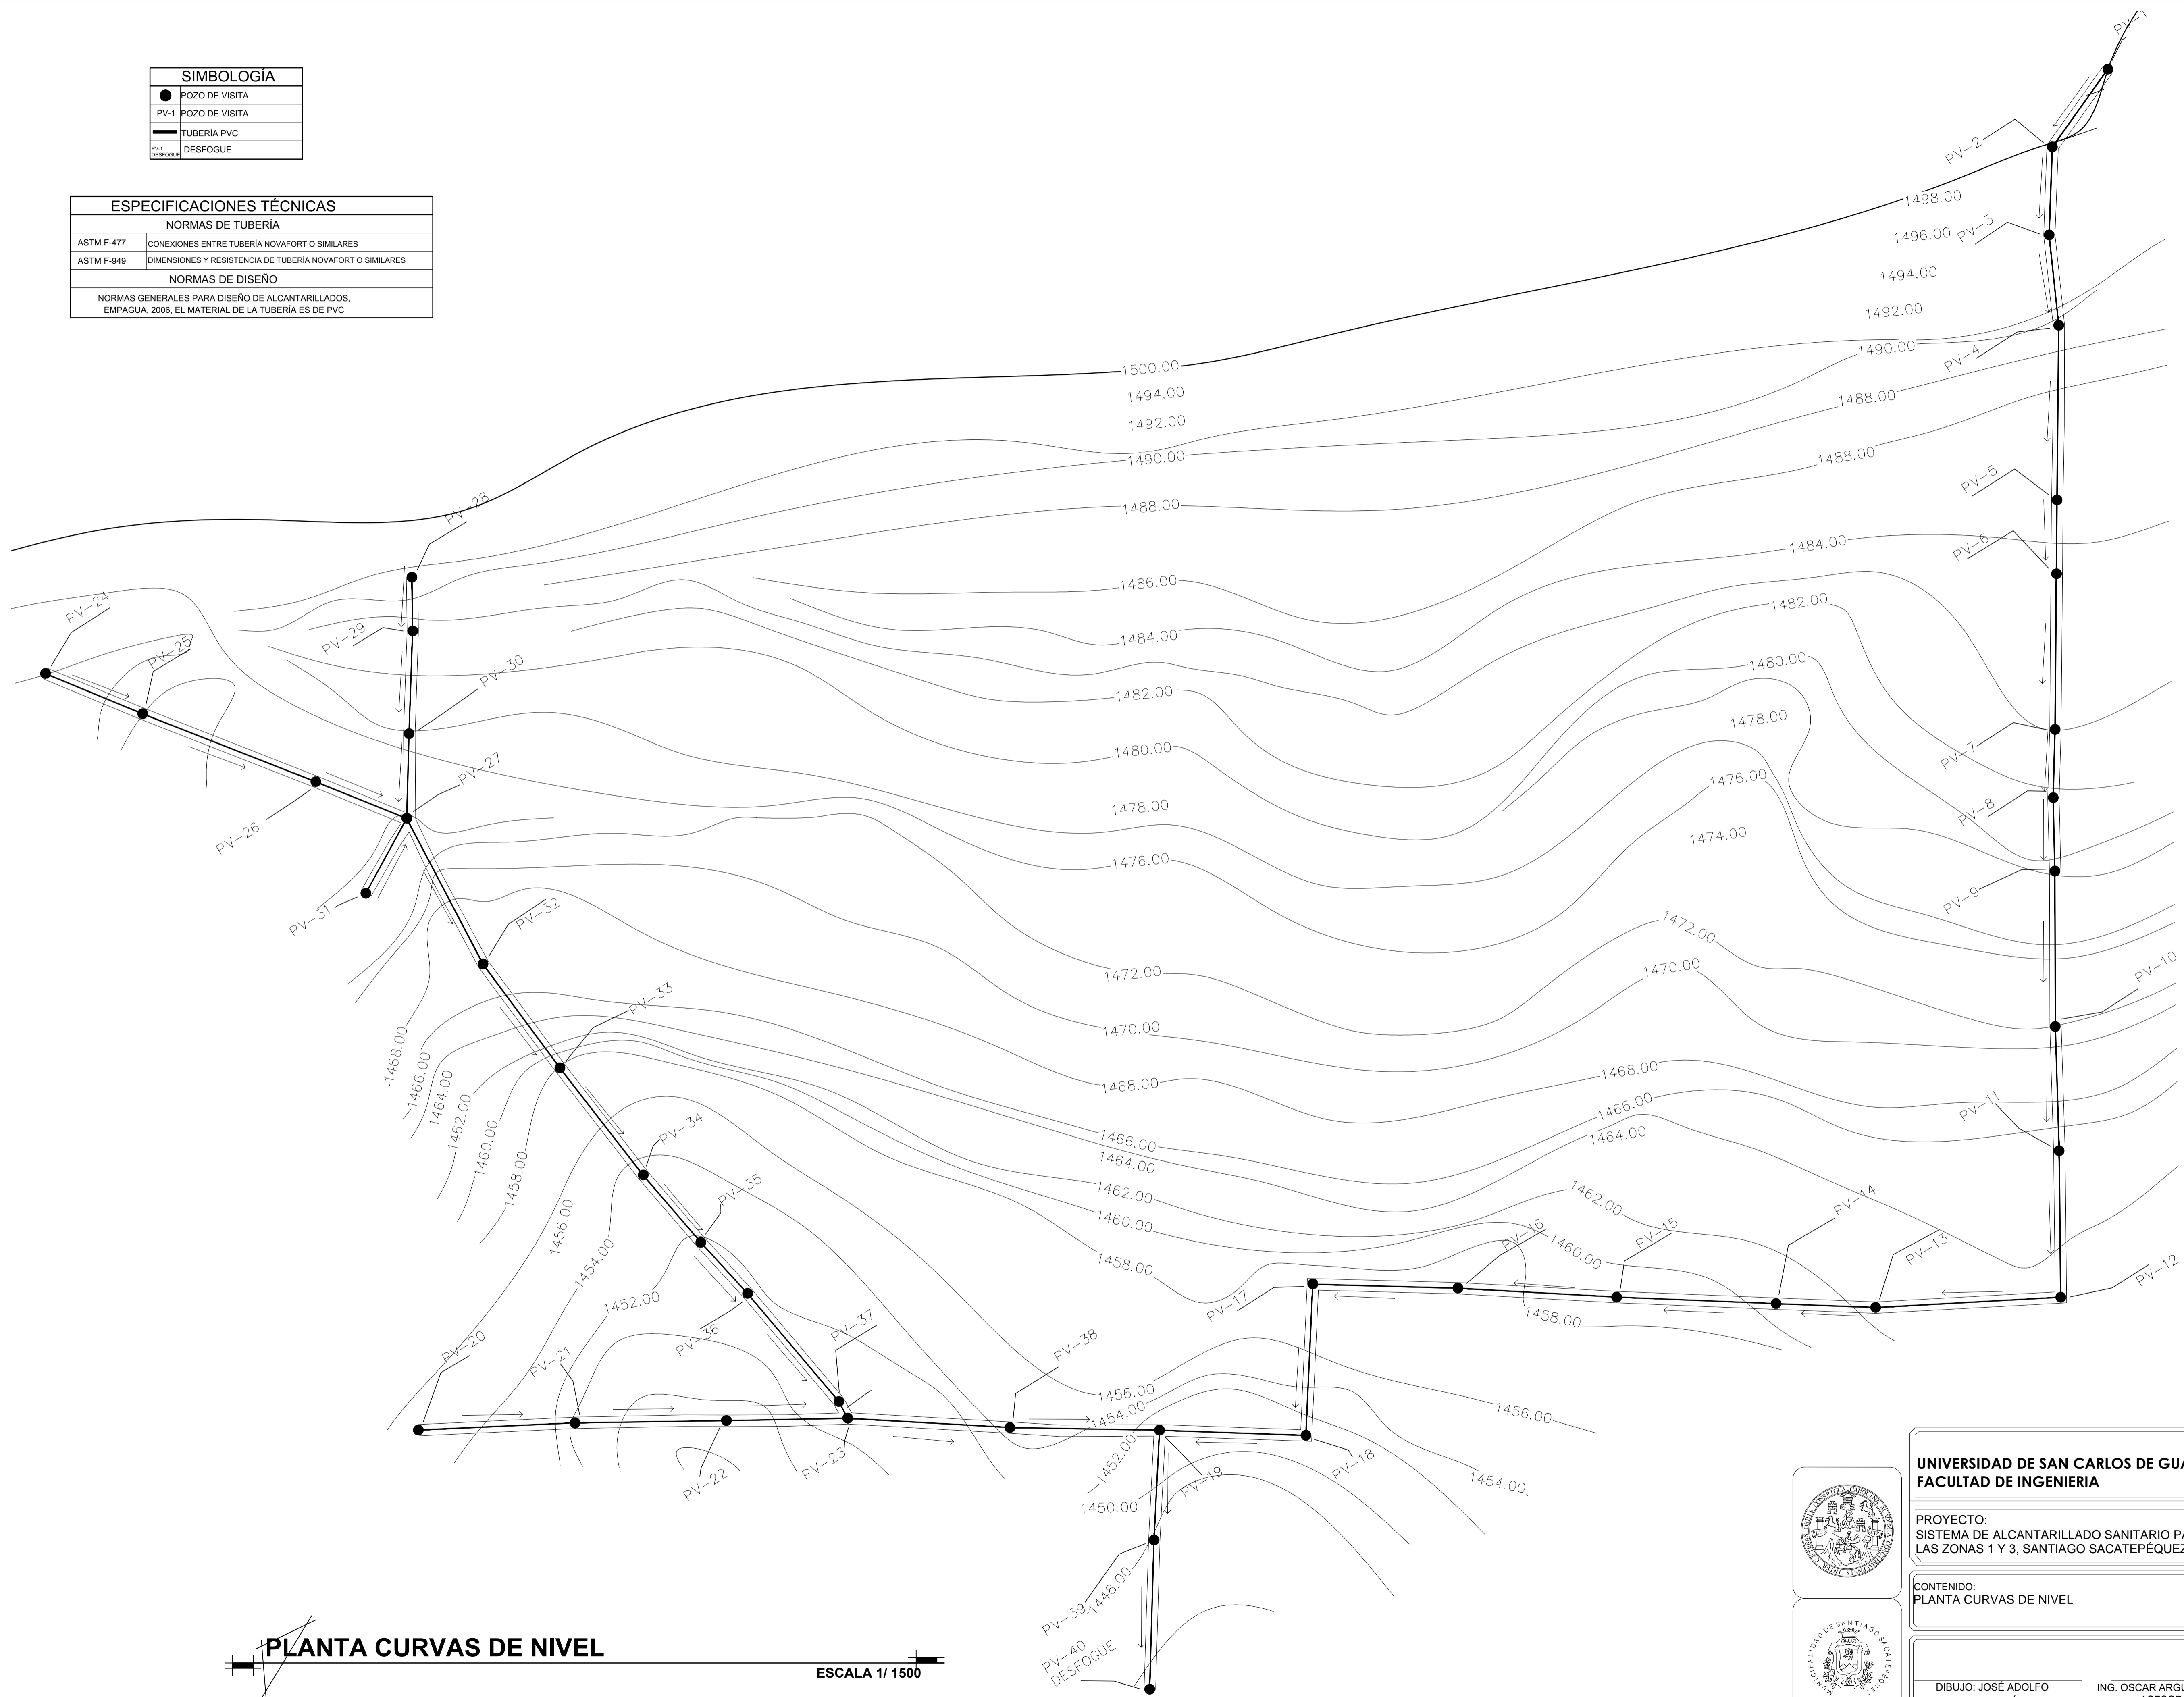 SIMBOLOGÍA
POZO DE VISITA
PV-1 POZO DE VISITA
TUBERÍA PVC
PV-1
DESFOGUE
DESFOGUE
ESPECIFICACIONES TÉCNICAS
NORMAS DE TUBERÍA
ASTM F-477 CONEXIONES ENTRE TUBERÍA NOVAFORT O SIMILARES
ASTM F-949 DIMENSIONES Y RESISTENCIA DE TUBERÍA NOVAFORT O SIMILARES
NORMAS DE DISEÑO
NORMAS GENERALES PARA DISEÑO DE ALCANTARILLADOS,
EMPAGUA, 2006, EL MATERIAL DE LA TUBERÍA ES DE PVC
PV-1
PV-2
1498.00
PV-3
1496.00
1494.00
1492.00
1490.00
PV-4
1488.00
1488.00
1500.00
1494.00
1492.00
1490.00
1488.00
1486.00
1484.00
1482.00
1480.00
1478.00
1476.00
1472.00
1470.00
1468.00
1466.00
1464.00
1462.00
1460.00
1458.00
1456.00
1454.00
1452.00
1450.00
1448.00
PV-5
PV-6
1484.00
1482.00
1480.00
1478.00
1476.00
1474.00
1472.00
1470.00
1468.00
1466.00
1464.00
1462.00
1460.00
1458.00
1456.00
1454.00
PV-7
PV-8
PV-9
PV-10
PV-11
PV-12
PV-13
PV-14
PV-15
PV-16
PV-17
PV-18
PV-19
PV-28
PV-24
PV-25
PV-29
PV-30
PV-27
PV-26
PV-31
PV-32
PV-33
PV-34
PV-35
PV-36
PV-37
PV-38
1468.00
1466.00
1464.00
1462.00
1460.00
1458.00
1456.00
1454.00
1452.00
PV-20
PV-21
PV-22
PV-23
PV-39
PV-40
DESFOGUE
PLANTA CURVAS DE NIVEL
ESCALA 1/ 1500
UNIVERSIDAD DE SAN CARLOS DE GUA
FACULTAD DE INGENIERIA
PROYECTO:
SISTEMA DE ALCANTARILLADO SANITARIO PA
LAS ZONAS 1 Y 3, SANTIAGO SACATEPÉQUEZ
CONTENIDO:
PLANTA CURVAS DE NIVEL
MUNICIPALIDAD DE SANTIAGO SACATEPÉQUEZ
DIBUJO: JOSÉ ADOLFO
ING. OSCAR ARGU